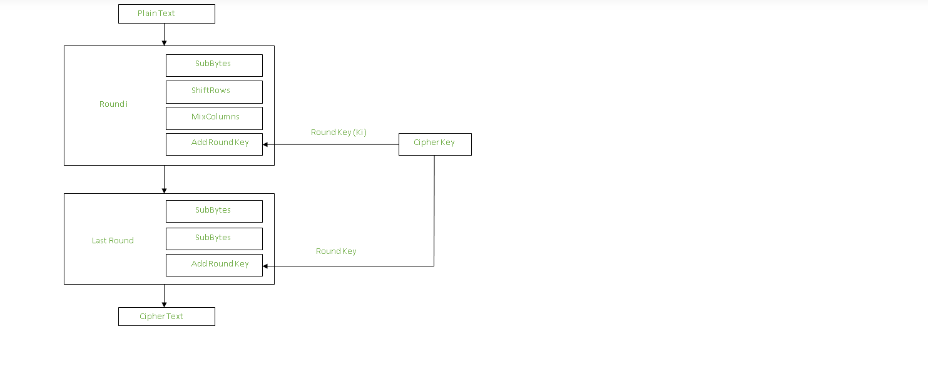 Plain Text
SubBytes
ShiftRows
Round i
MixColumns
Add Round Key
Round Key (Ki)
Cipher Key
SubBytes
Last Round
SubBytes
Add Round Key
Round Key
Cipher Text